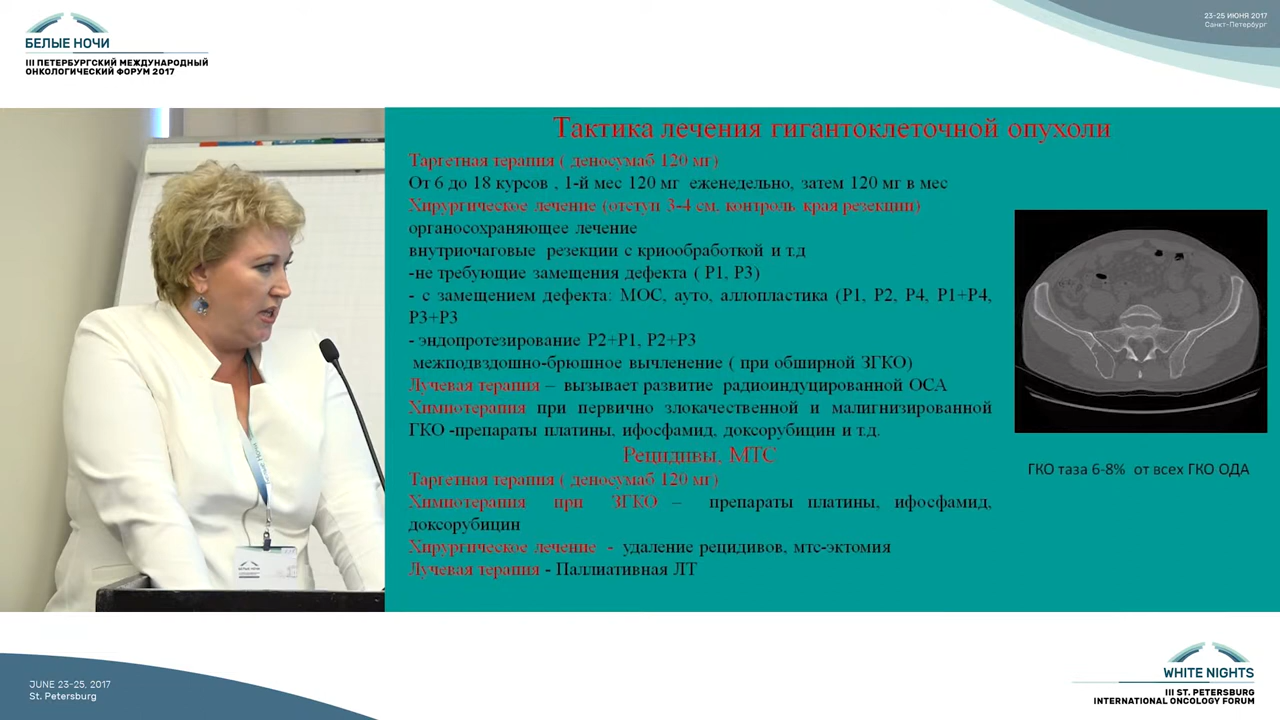 БЕЛЫЕ НОЧИ
III ПЕТЕРБУРГСКИЙ МЕЖДУНАРОДНЫЙ
ОНКОЛОГИЧЕСКИЙ ФОРУМ 2017
23-25 ИЮНЯ 2017
Санкт-Петербург
Тактика лечения гигантоклеточной опухоли
Таргетная терапия ( деносумаб 120 мг)
От 6 до 18 курсов , 1-й мес 120 мг еженедельно, затем 120 мг в мес
Хирургическое лечение (отступ 3-4 см, контроль края резекции)
органосохраняющее лечение
внутриочаговые резекции с криообработкой и т.д
-не требующие замещения дефекта ( Р1, Р3)
- с замещением дефекта: МОС, ауто, аллопластика (Р1, Р2, Р4, Р1+Р4,
Р3+Р3
- эндопротезирование Р2+Р1, Р2+Р3
межподвздошно-брюшное вычленение ( при обширной ЗГКО)
Лучевая терапия – вызывает развитие радиоиндуцированной ОСА
Химиотерапия при первично злокачественной и малигнизированной
ГКО -препараты платины, ифосфамид, доксорубицин и т.д.
Рецидивы, МТС
Таргетная терапия ( деносумаб 120 мг)
Химиотерапия при ЗГКО – препараты платины, ифосфамид,
доксорубицин
Хирургическое лечение - удаление рецидивов, мтс-эктомия
Лучевая терапия - Паллиативная ЛТ
ГКО таза 6-8% от всех ГКО ОДА
JUNE 23-25, 2017
St. Petersburg
WHITE NIGHTS
III ST. PETERSBURG
INTERNATIONAL ONCOLOGY FORUM